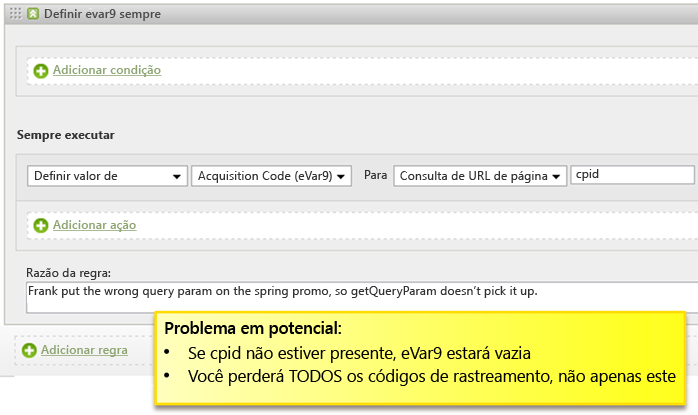 Definir evar9 sempre
Adicionar condição
Sempre executar
Definir valor de Acquisition Code (eVar9) Para Consulta de URL de página cpid
Adicionar ação
Razão da regra:
Frank put the wrong query param on the spring promo, so getQueryParam doesn't pick it up.
Adicionar regra
Problema em potencial:
• Se cpid não estiver presente, eVar9 estará vazia
• Você perderá TODOS os códigos de rastreamento, não apenas este